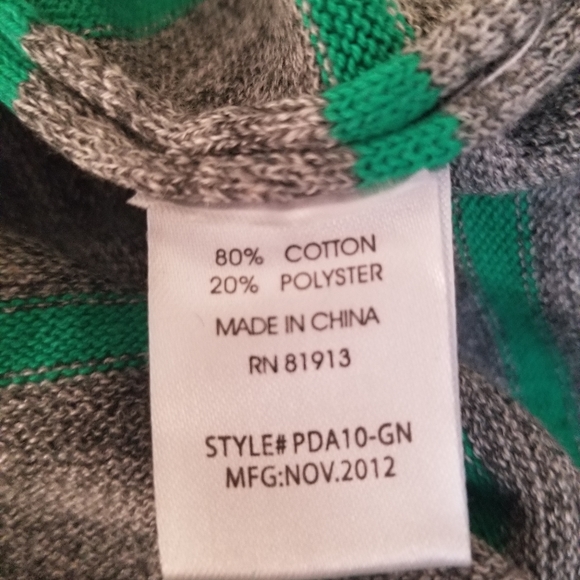 80% COTTON
20% POLYSTER
MADE IN CHINA
RN 81913
STYLE# PDA10-GN
MFG:NOV.2012